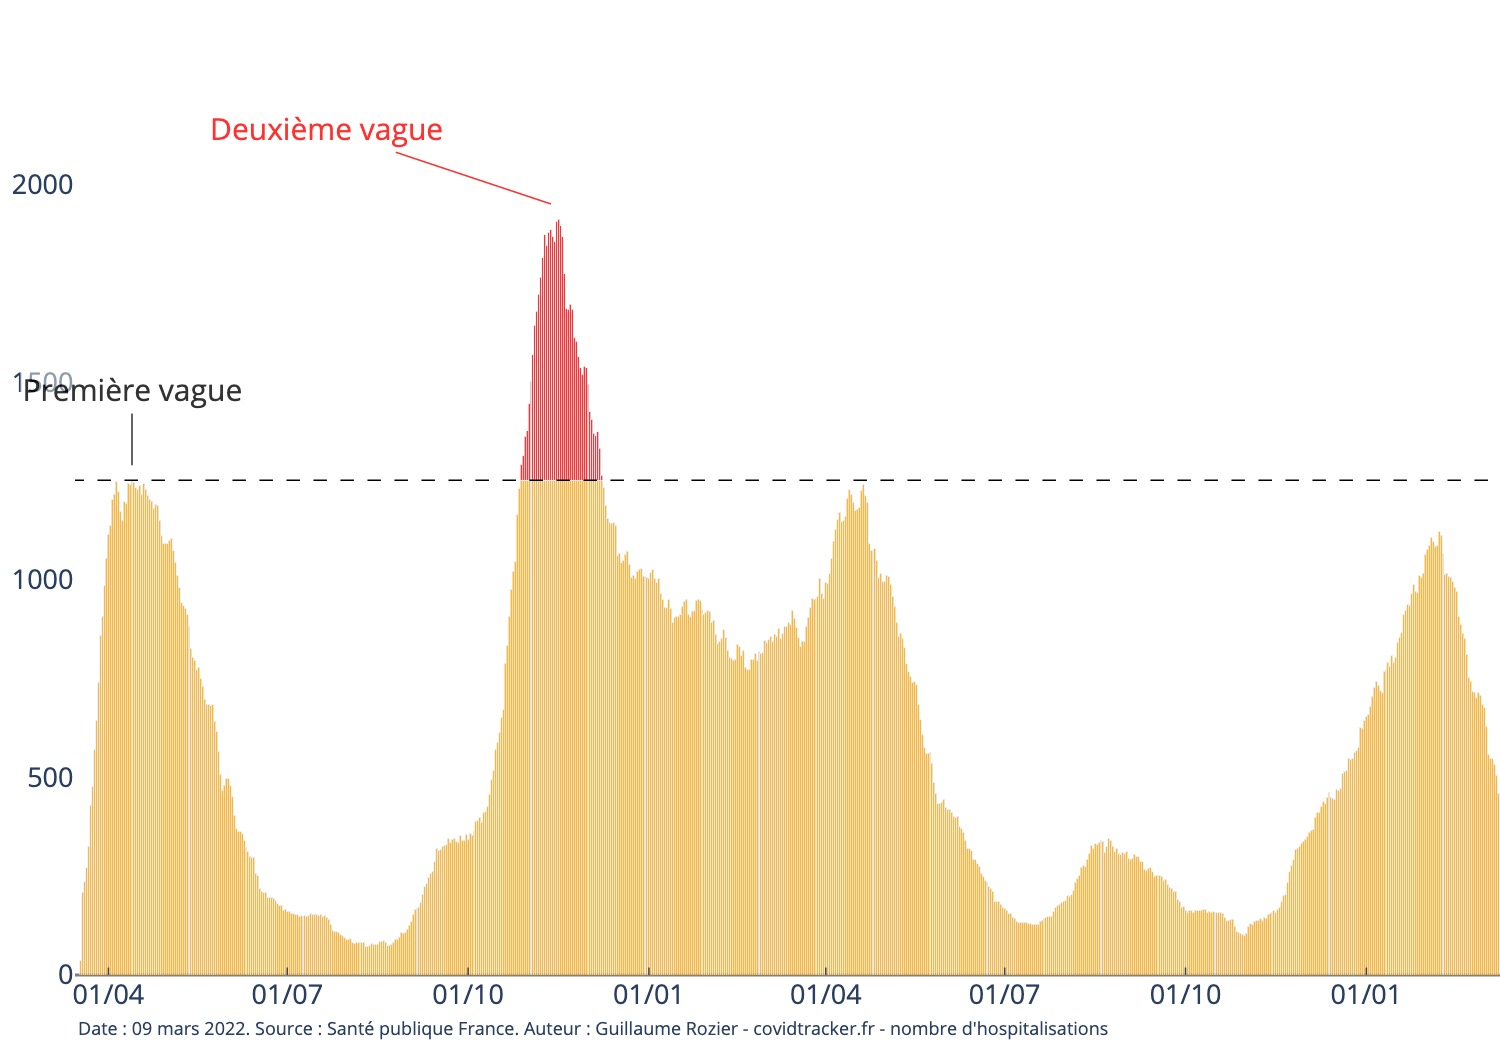 Deuxième vague
2000
1500
Première vague
1000
500
0
01/04 01/07 01/10 01/01 01/04 01/07 01/10 01/01
Date : 09 mars 2022. Source : Santé publique France. Auteur : Guillaume Rozier - covidtracker.fr - nombre d'hospitalisations